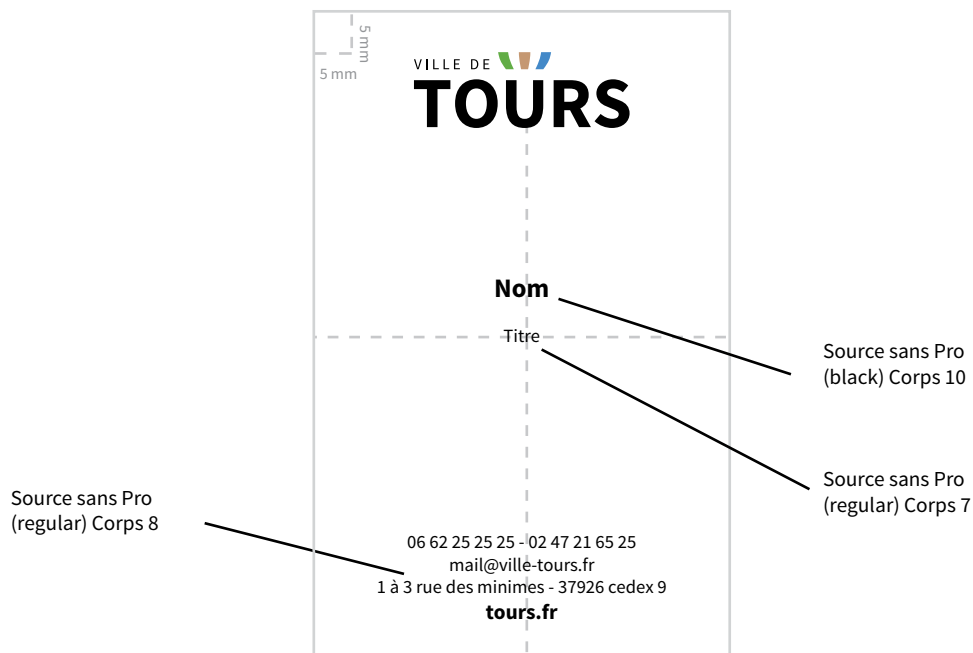 5 mm
5 mm
VILLE DE
TOURS
Nom
Titre
Source sans Pro
(black) Corps 10
Source sans Pro
(regular) Corps 7
Source sans Pro
(regular) Corps 8
06 62 25 25 25 - 02 47 21 65 25
mail@ville-tours.fr
1 à 3 rue des minimes - 37926 cedex 9
tours.fr